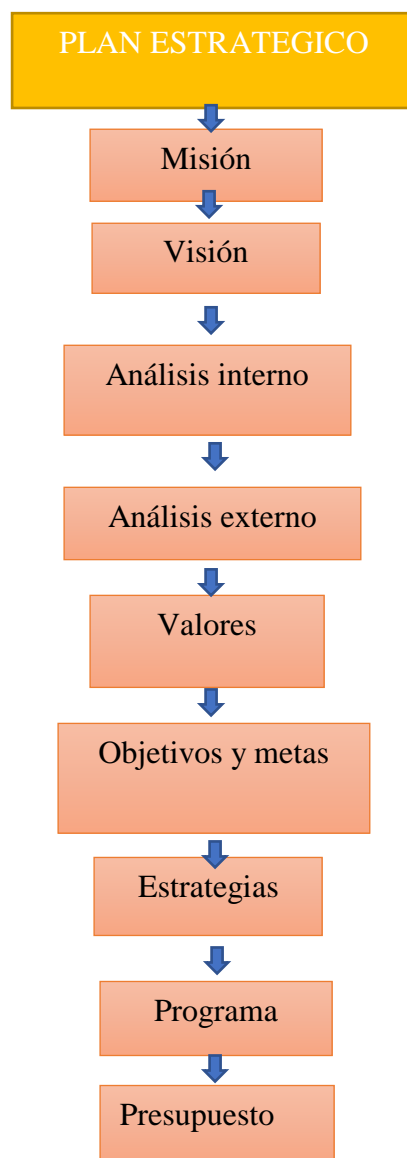 PLAN ESTRATEGICO
Misión
Visión
Análisis interno
Análisis externo
Valores
Objetivos y metas
Estrategias
Programa
Presupuesto